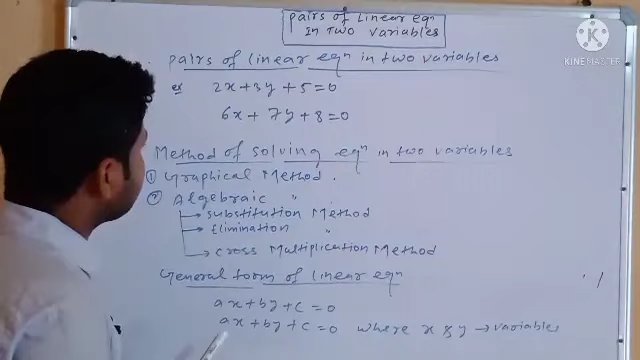 Pairs of Linear eqn
In Two Variables
KINEMASTER
Pairs of linear eqn in two variables
ex 2x+3y+5=0
6x+7y+8=0
Method of solving eqn in two variables
① Graphical Method.
② Algebraic "
→ Substitution Method
→ Elimination "
→ Cross Multiplication Method
General form of linear eqn
ax+by+c=0
ax+by+c=0 where x & y → variables